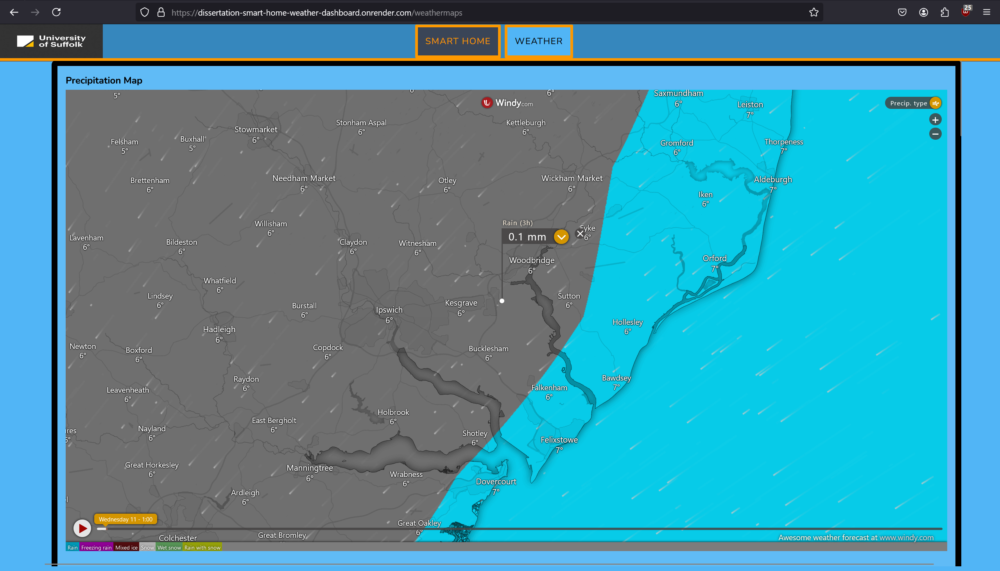 https://dissertation-smart-home-weather-dashboard.onrender.com/weathermaps
25
University
of Suffolk
SMART HOME
WEATHER
Precipitation Map
5°
6°
Windy.com
6°
Saxmundham
6°
Leiston
7°
Precip. type
Stowmarket
6°
Stonham Aspal
6°
Kettleburgh
6°
Felsham
5°
Buxhall
5°
Gromford
6°
Thorpeness
7°
Brettenham
6°
Needham Market
6°
Otley
6°
Wickham Market
6°
Aldeburgh
7°
Iken
6°
Rain (3h)
0.1 mm
Eyke
6°
Willisham
6°
Lavenham
6°
Bildeston
6°
Claydon
6°
Witnesham
6°
Woodbridge
6°
Orford
7°
Whatfield
6°
Lindsey
6°
Burstall
6°
Ipswich
6°
Kesgrave
6°
Sutton
6°
Hollesley
6°
Hadleigh
6°
Newton
6°
Boxford
6°
Copdock
6°
Bucklesham
6°
Raydon
6°
Bawdsey
7°
Leavenheath
6°
Falkenham
6°
Holbrook
6°
East Bergholt
6°
Nayland
6°
Shotley
6°
Felixstowe
7°
Great Horkesley
6°
Manningtree
6°
Wrabness
6°
Dovercourt
7°
Ardleigh
6°
Wednesday 11 - 1:00
Great Oakley
6°
Colchester
Great Bromley
Awesome weather forecast at www.windy.com
Rain Freezing rain Mixed ice Snow Wet snow Rain with snow